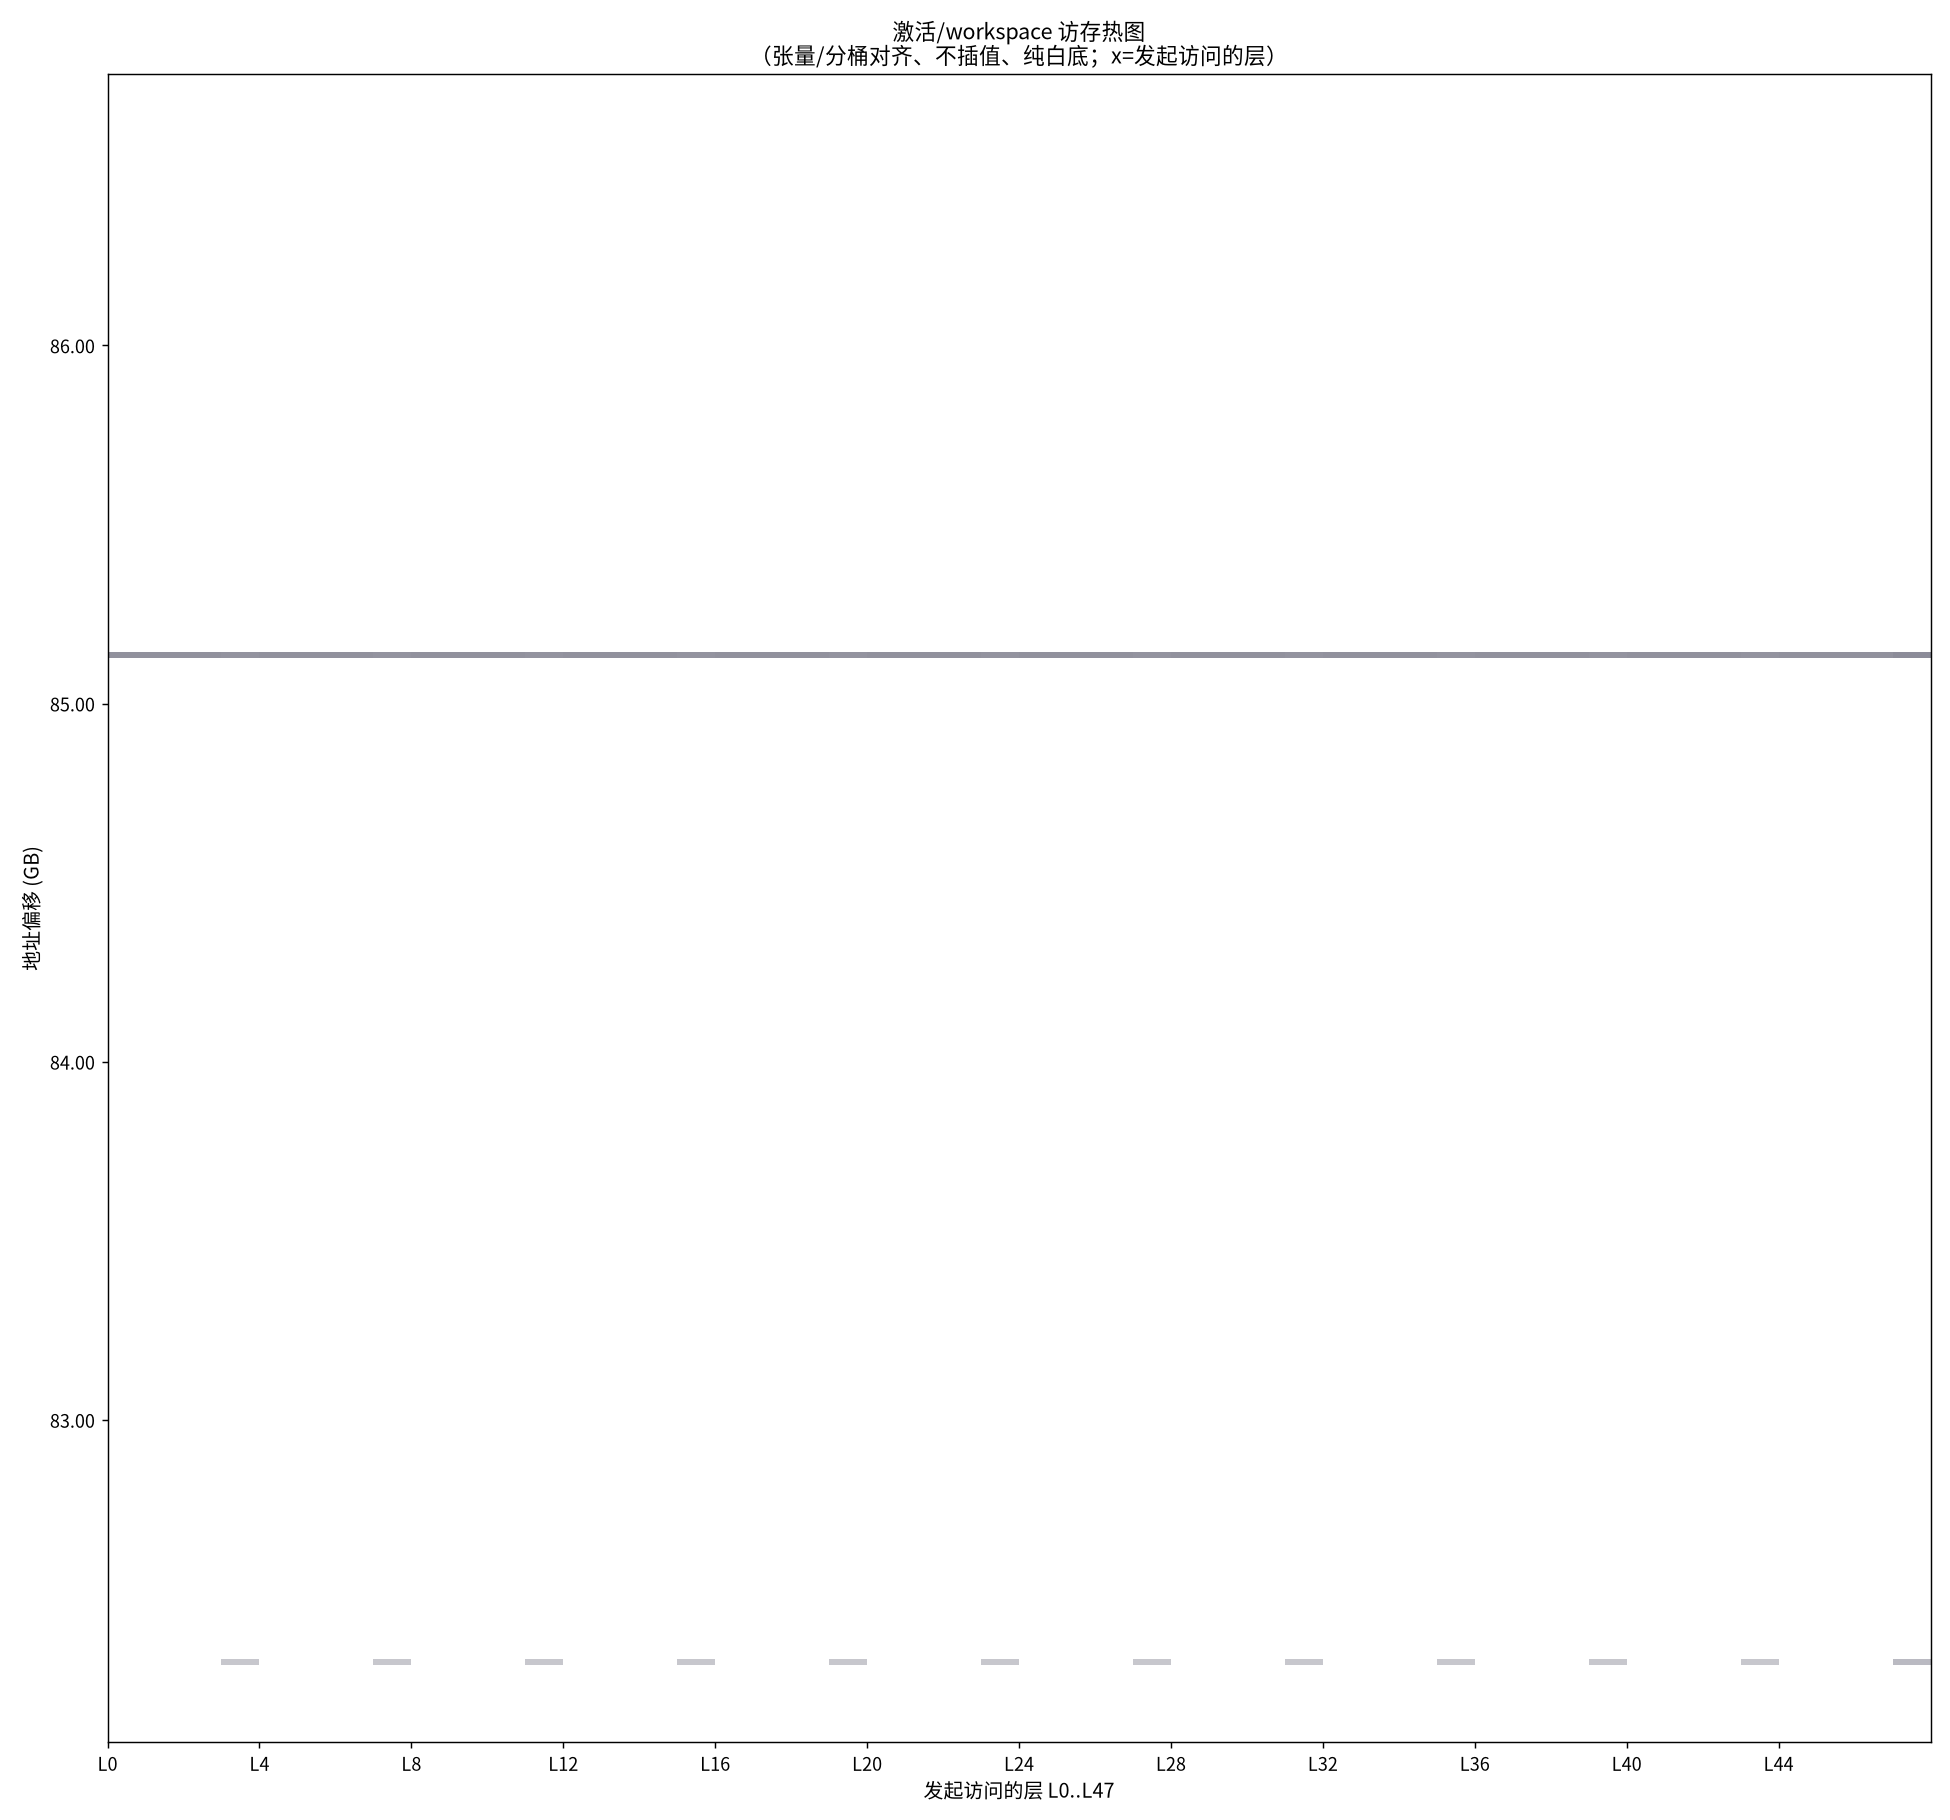 激活/workspace 访存热图
（张量/分桶对齐、不插值、纯白底；x=发起访问的层）
86.00
85.00
84.00
83.00
地址偏移 (GB)
L0 L4 L8 L12 L16 L20 L24 L28 L32 L36 L40 L44
发起访问的层 L0..L47